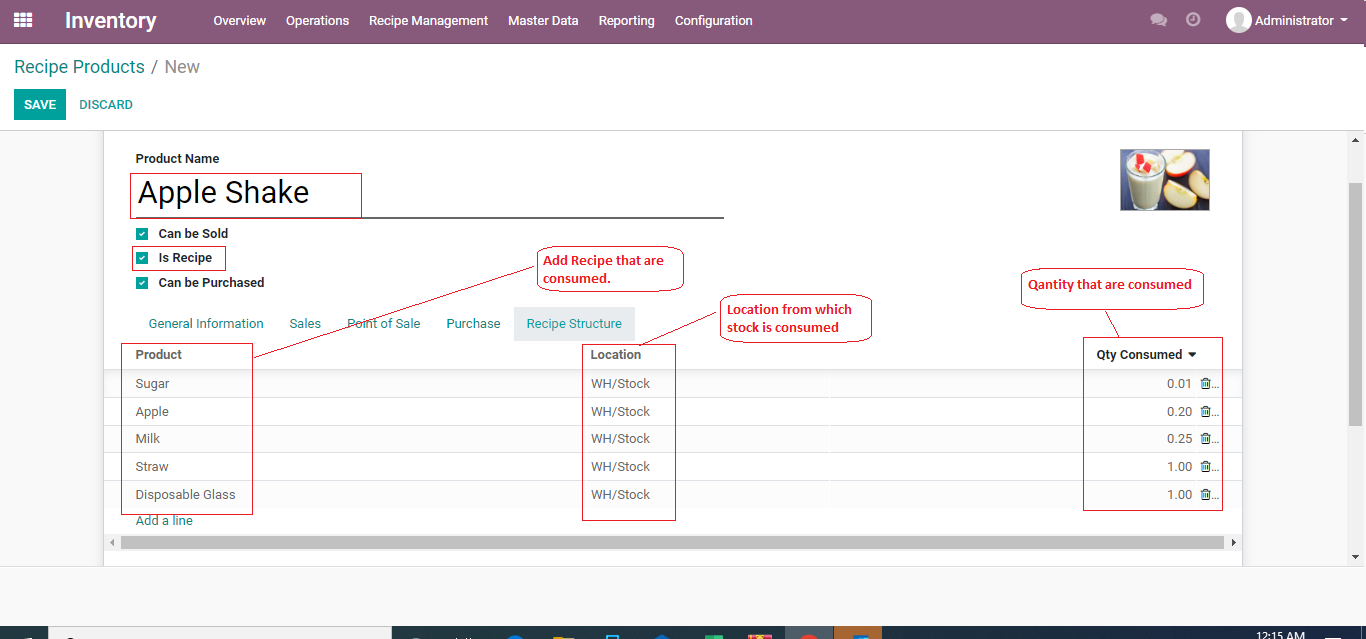 Inventory Overview Operations Recipe Management Master Data Reporting Configuration Administrator
Recipe Products / New
SAVE DISCARD
Product Name
Apple Shake
Can be Sold
Is Recipe
Can be Purchased
Add Recipe that are
consumed.
Location from which
stock is consumed
Qantity that are consumed
General Information Sales Point of Sale Purchase Recipe Structure
Product Location Qty Consumed
Sugar WH/Stock 0.01 ...
Apple WH/Stock 0.20 ...
Milk WH/Stock 0.25 ...
Straw WH/Stock 1.00 ...
Disposable Glass WH/Stock 1.00 ...
Add a line
12:15 AM